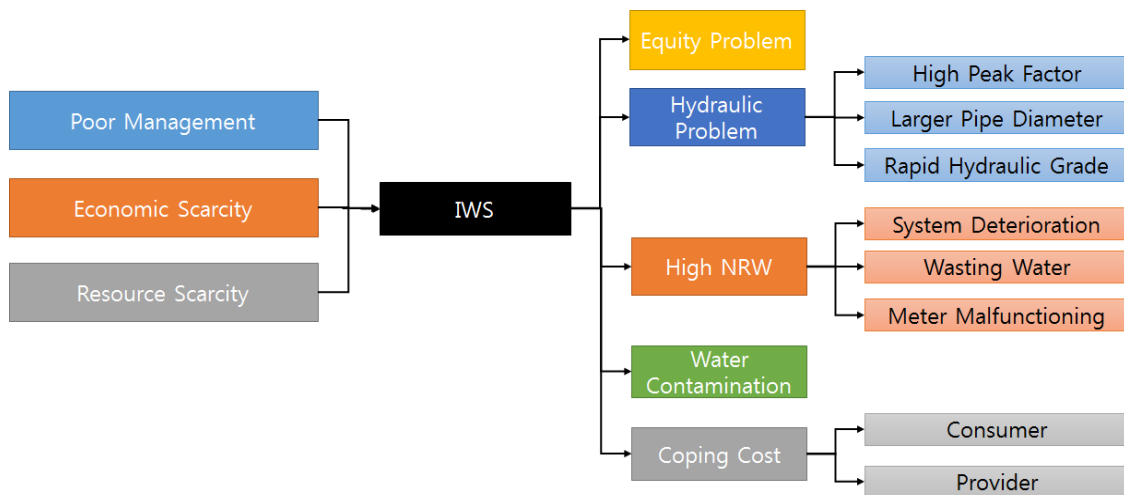 Poor Management
Economic Scarcity
Resource Scarcity
IWS
Equity Problem
Hydraulic
Problem
High NRW
Water
Contamination
Coping Cost
High Peak Factor
Larger Pipe Diameter
Rapid Hydraulic Grade
System Deterioration
Wasting Water
Meter Malfunctioning
Consumer
Provider